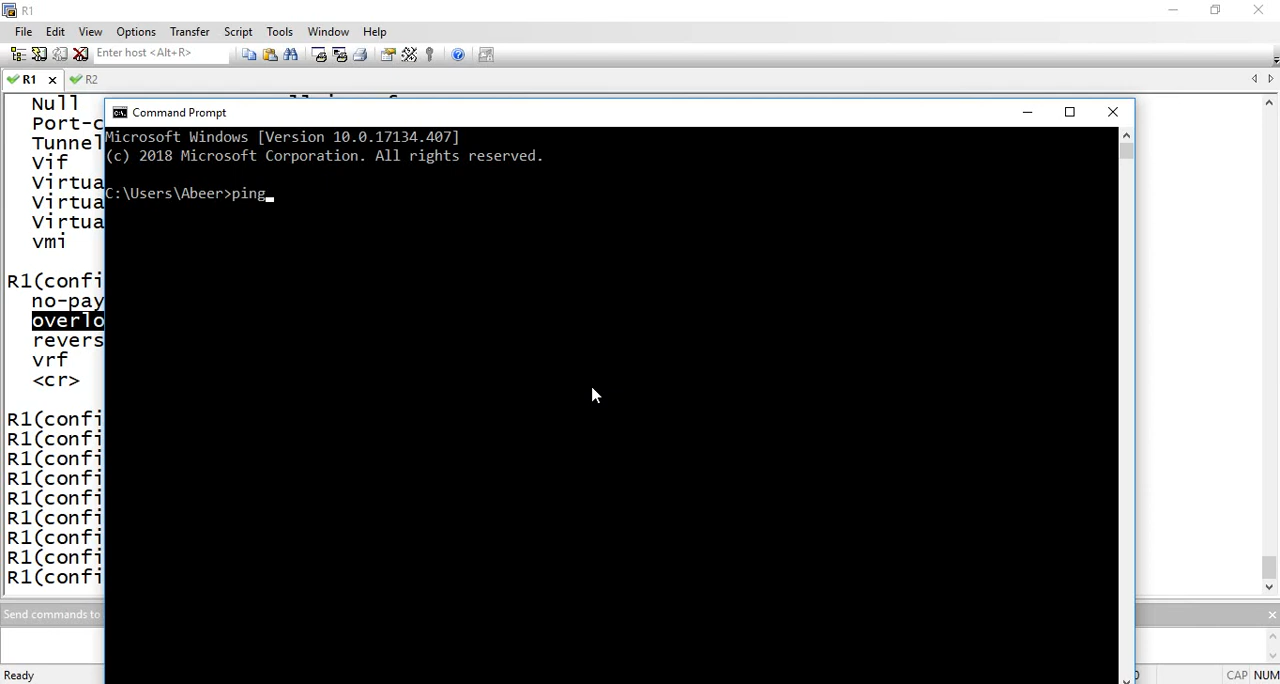 R1
File Edit View Options Transfer Script Tools Window Help
Enter host <Alt+R>
R1 R2
Null
Port-c
Tunnel
Vif
Virtua
Virtua
Virtua
vmi
R1(confi
no-pay
overlo
revers
vrf
<cr>
R1(confi
R1(confi
R1(confi
R1(confi
R1(confi
R1(confi
R1(confi
R1(confi
R1(confi
Command Prompt
Microsoft Windows [Version 10.0.17134.407]
(c) 2018 Microsoft Corporation. All rights reserved.
C:\Users\Abeer>ping
Send commands to
Ready CAP NUM